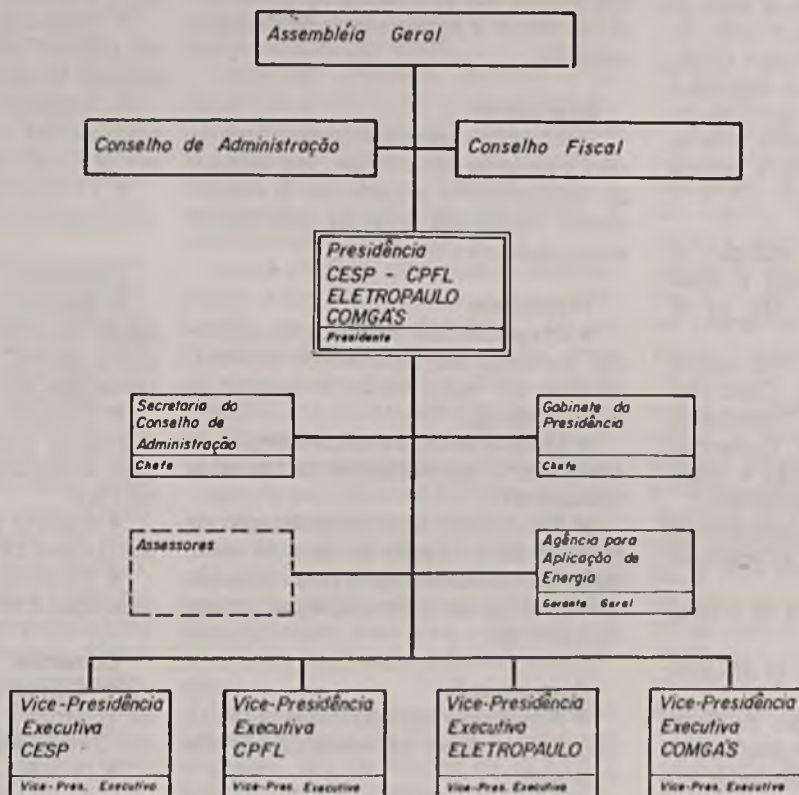 Assembléia Geral
Conselho de Administração
Conselho Fiscal
Presidência
CESP - CPFL
ELETROPAULO
COMGÁS
Presidente
Secretaria do
Conselho de
Administração
Chefe
Gabinete da
Presidência
Chefe
Assessores
Agência para
Aplicação de
Energia
Gerente Geral
Vice-Presidência
Executiva
CESP
Vice-Pres. Executivo
Vice-Presidência
Executiva
CPFL
Vice-Pres. Executivo
Vice-Presidência
Executiva
ELETROPAULO
Vice-Pres. Executivo
Vice-Presidência
Executiva
COMGÁS
Vice-Pres. Executivo